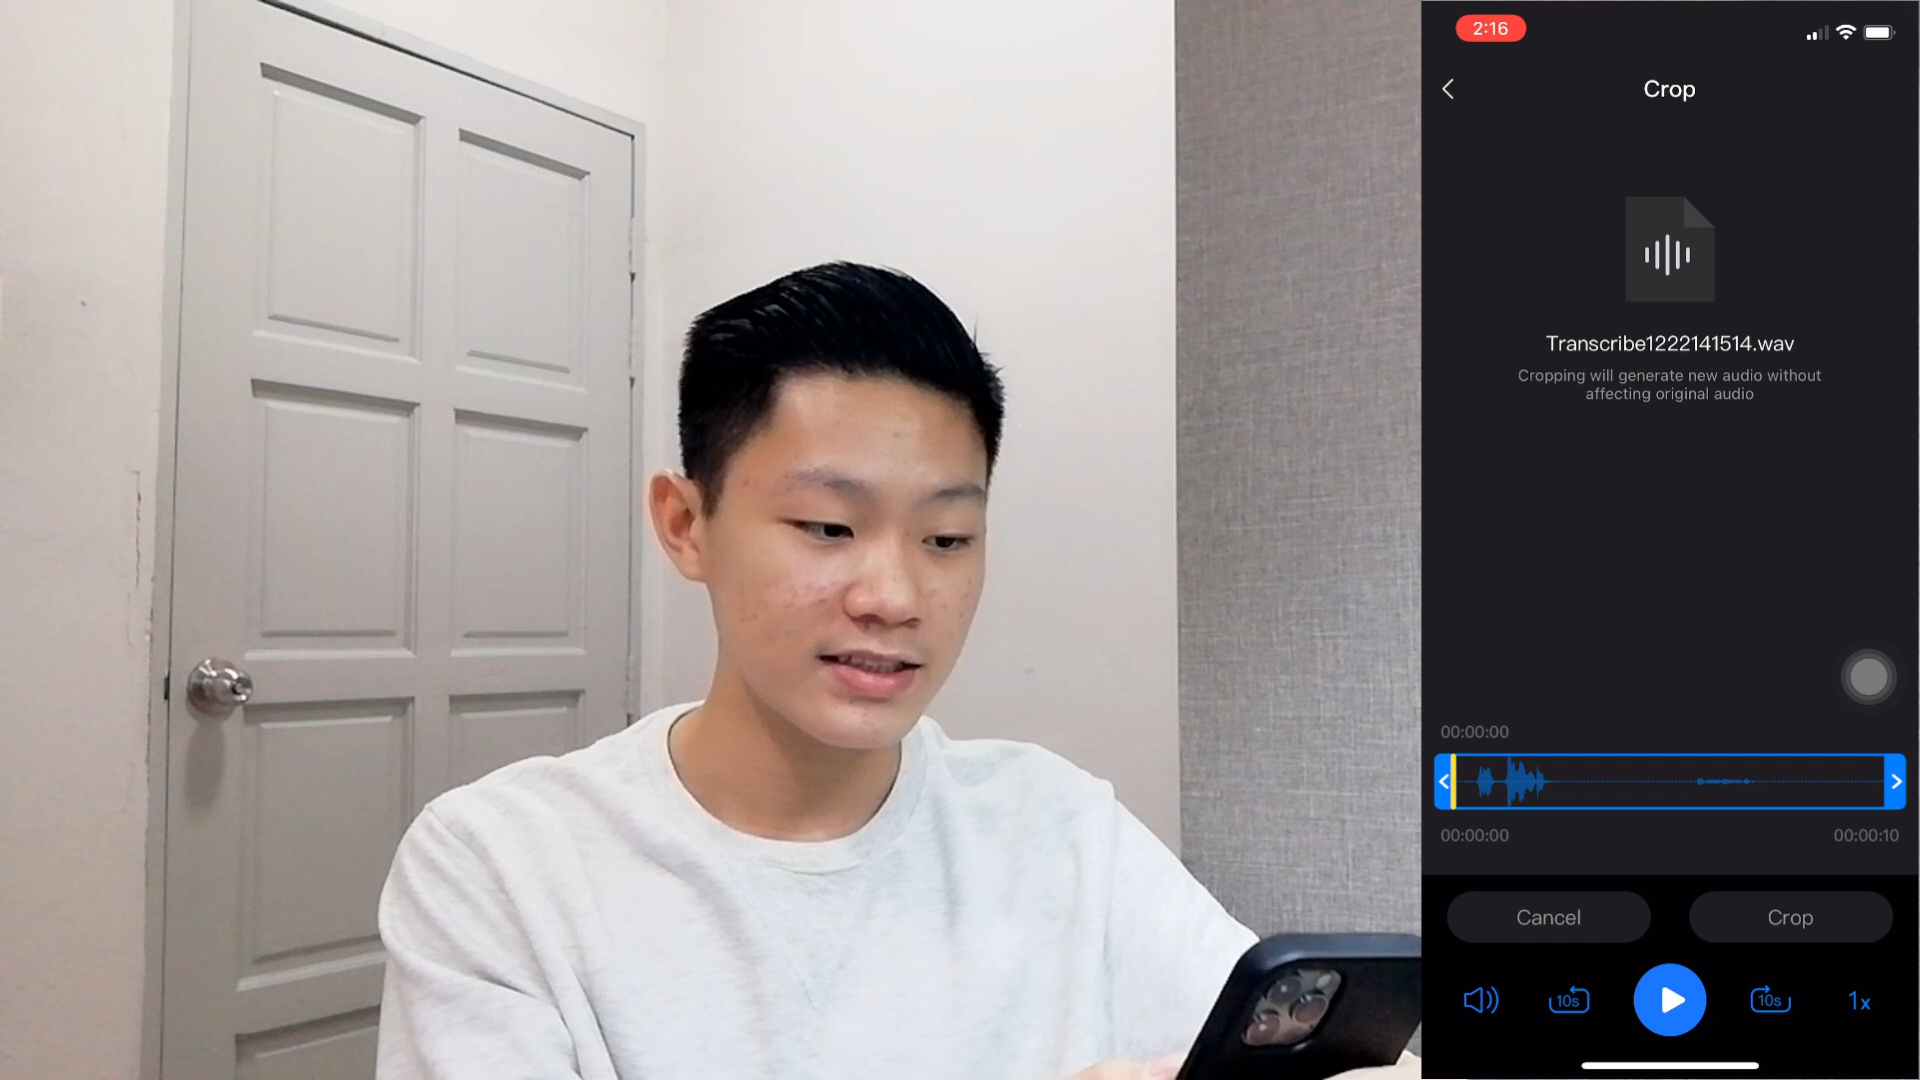 2:16
Crop
Transcribe1222141514.wav
Cropping will generate new audio without
affecting original audio
00:00:00
00:00:00
00:00:10
Cancel
Crop
10s
10s
1x